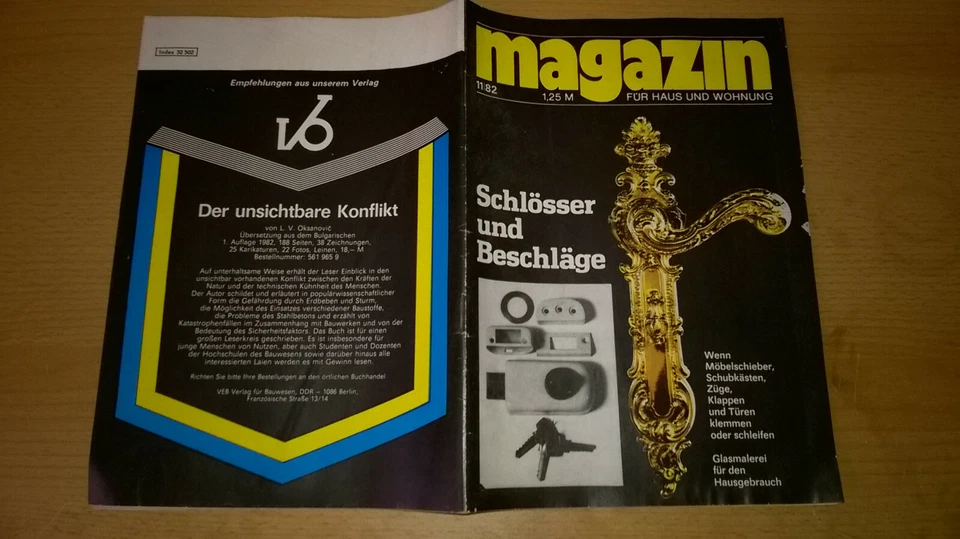 Index 32 502
Empfehlungen aus unserem Verlag
Der unsichtbare Konflikt
von L. V. Oksanovič
Übersetzung aus dem Bulgarischen
1. Auflage 1982, 188 Seiten, 38 Zeichnungen,
25 Karikaturen, 22 Fotos, Leinen, 18,– M
Bestellnummer: 561 965 9
Auf unterhaltsame Weise erhält der Leser Einblick in den
unsichtbar vorhandenen Konflikt zwischen den Kräften der
Natur und der technischen Kühnheit des Menschen.
Der Autor schildet und erläutert in populärwissenschaftlicher
Form die Gefährdung durch Erdbeben und Sturm,
die Möglichkeit des Einsatzes verschiedener Baustoffe,
die Probleme des Stahlbetons und erzählt von
Katastrophenfällen im Zusammenhang mit Bauwerken und von der
Bedeutung des Sicherheitsfaktors. Das Buch ist für einen
großen Leserkreis geschrieben. Es ist insbesondere für
junge Menschen von Nutzen, aber auch Studenten und Dozenten
der Hochschulen des Bauwesens sowie darüber hinaus alle
interessierten Laien werden es mit Gewinn lesen.
Richten Sie bitte Ihre Bestellungen an den örtlichen Buchhandel
VEB Verlag für Bauwesen, DDR – 1086 Berlin,
Französische Straße 13/14
magazin
11/82
1,25 M
FÜR HAUS UND WOHNUNG
Schlösser
und
Beschläge
Wenn
Möbelschieber,
Schubkästen,
Züge,
Klappen
und Türen
klemmen
oder schleifen
Glasmalerei
für den
Hausgebrauch